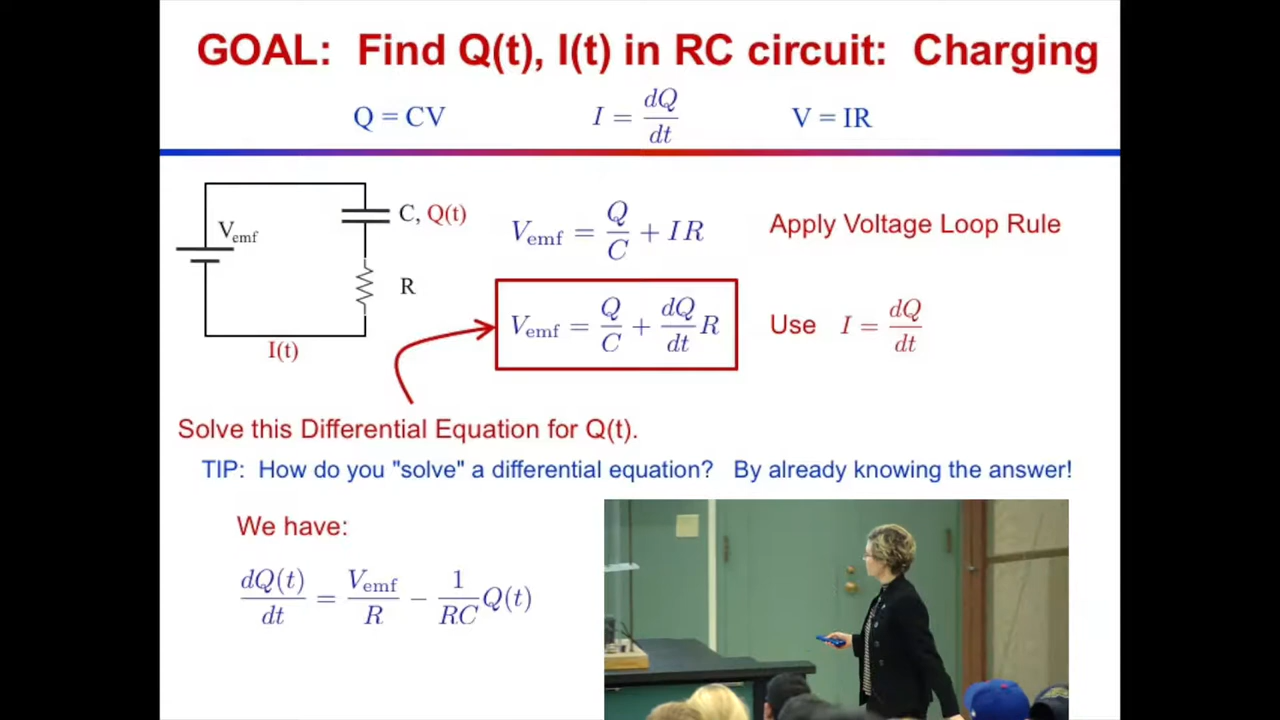 GOAL: Find Q(t), I(t) in RC circuit: Charging
Q = CV
I = dQ/dt
V = IR
V_emf
C, Q(t)
R
I(t)
V_emf = Q/C + IR
Apply Voltage Loop Rule
V_emf = Q/C + dQ/dt R
Use I = dQ/dt
Solve this Differential Equation for Q(t).
TIP: How do you "solve" a differential equation? By already knowing the answer!
We have:
dQ(t)/dt = V_emf/R − 1/RC Q(t)